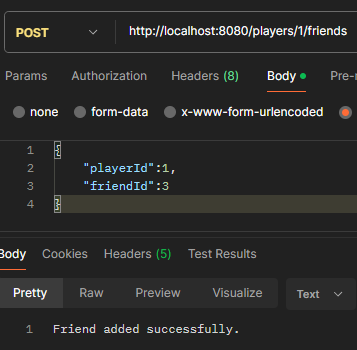 POST http://localhost:8080/players/1/friends
Params Authorization Headers (8) Body Pre-r
none form-data x-www-form-urlencoded
1 {
2 "playerId":1,
3 "friendId":3
4 }
Body Cookies Headers (5) Test Results
Pretty Raw Preview Visualize Text
1 Friend added successfully.